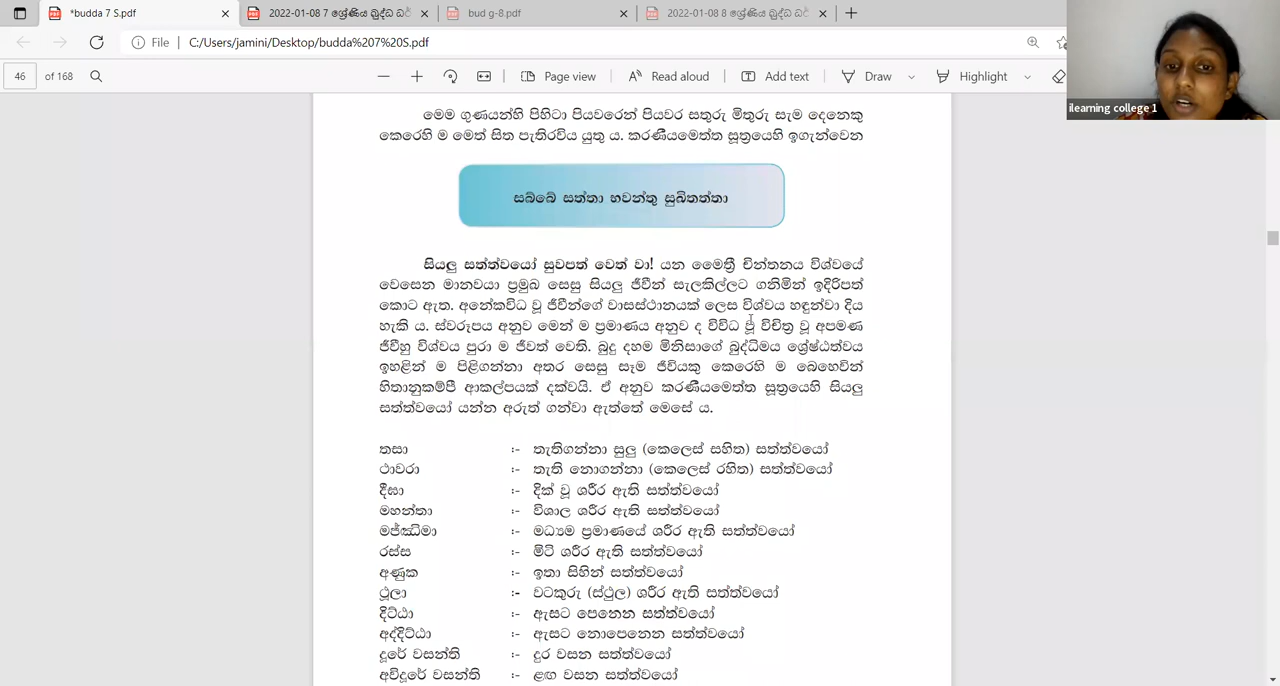 *budda 7 S.pdf
2022-01-08 7 ශ්‍රේණිය බුද්ධ ධර්
bud g-8.pdf
2022-01-08 8 ශ්‍රේණිය බුද්ධ ධර්
File | C:/Users/jamini/Desktop/budda%207%20S.pdf
46 of 168
Page view
Read aloud
Add text
Draw
Highlight
ilearning college 1
මෙම ගුණයන්හි පිහිටා පියවරෙන් පියවර සතුරු මිතුරු සැම දෙනෙකු
කෙරෙහි ම මෙත් සිත පැතිරවිය යුතු ය. කරණීයමෙත්ත සූත්‍රයෙහි ඉගැන්වෙන
සබ්බේ සත්තා භවන්තු සුඛිතත්තා
සියලු සත්ත්වයෝ සුවපත් වෙත් වා! යන මෛත්‍රී චින්තනය විශ්වයේ
වෙසෙන මානවයා ප්‍රමුඛ සෙසු සියලු ජීවීන් සැලකිල්ලට ගනිමින් ඉදිරිපත්
කොට ඇත. අනේකවිධ වූ ජීවීන්ගේ වාසස්ථානයක් ලෙස විශ්වය හඳුන්වා දිය
හැකි ය. ස්වරූපය අනුව මෙන් ම ප්‍රමාණය අනුව ද විවිධ වූ විචිත්‍ර වූ අපමණ
ජීවීහු විශ්වය පුරා ම ජීවත් වෙති. බුදු දහම මිනිසාගේ බුද්ධිමය ශ්‍රේෂ්ඨත්වය
ඉහළින් ම පිළිගන්නා අතර සෙසු සෑම ජීවියකු කෙරෙහි ම බෙහෙවින්
හිතානුකම්පී ආකල්පයක් දක්වයි. ඒ අනුව කරණීයමෙත්ත සූත්‍රයෙහි සියලු
සත්ත්වයෝ යන්න අරුත් ගන්වා ඇත්තේ මෙසේ ය.
තසා :- තැතිගන්නා සුලු (කෙලෙස් සහිත) සත්ත්වයෝ
ථාවරා :- තැති නොගන්නා (කෙලෙස් රහිත) සත්ත්වයෝ
දීඝා :- දික් වූ ශරීර ඇති සත්ත්වයෝ
මහන්තා :- විශාල ශරීර ඇති සත්ත්වයෝ
මජ්ඣිමා :- මධ්‍යම ප්‍රමාණයේ ශරීර ඇති සත්ත්වයෝ
රස්ස :- මිටි ශරීර ඇති සත්ත්වයෝ
අණුක :- ඉතා සිහින් සත්ත්වයෝ
ථූලා :- වටකුරු (ස්ථුල) ශරීර ඇති සත්ත්වයෝ
දිට්ඨා :- ඇසට පෙනෙන සත්ත්වයෝ
අද්දිට්ඨා :- ඇසට නොපෙනෙන සත්ත්වයෝ
දූරේ වසන්ති :- දුර වසන සත්ත්වයෝ
අවිදූරේ වසන්ති :- ළඟ වසන සත්ත්වයෝ